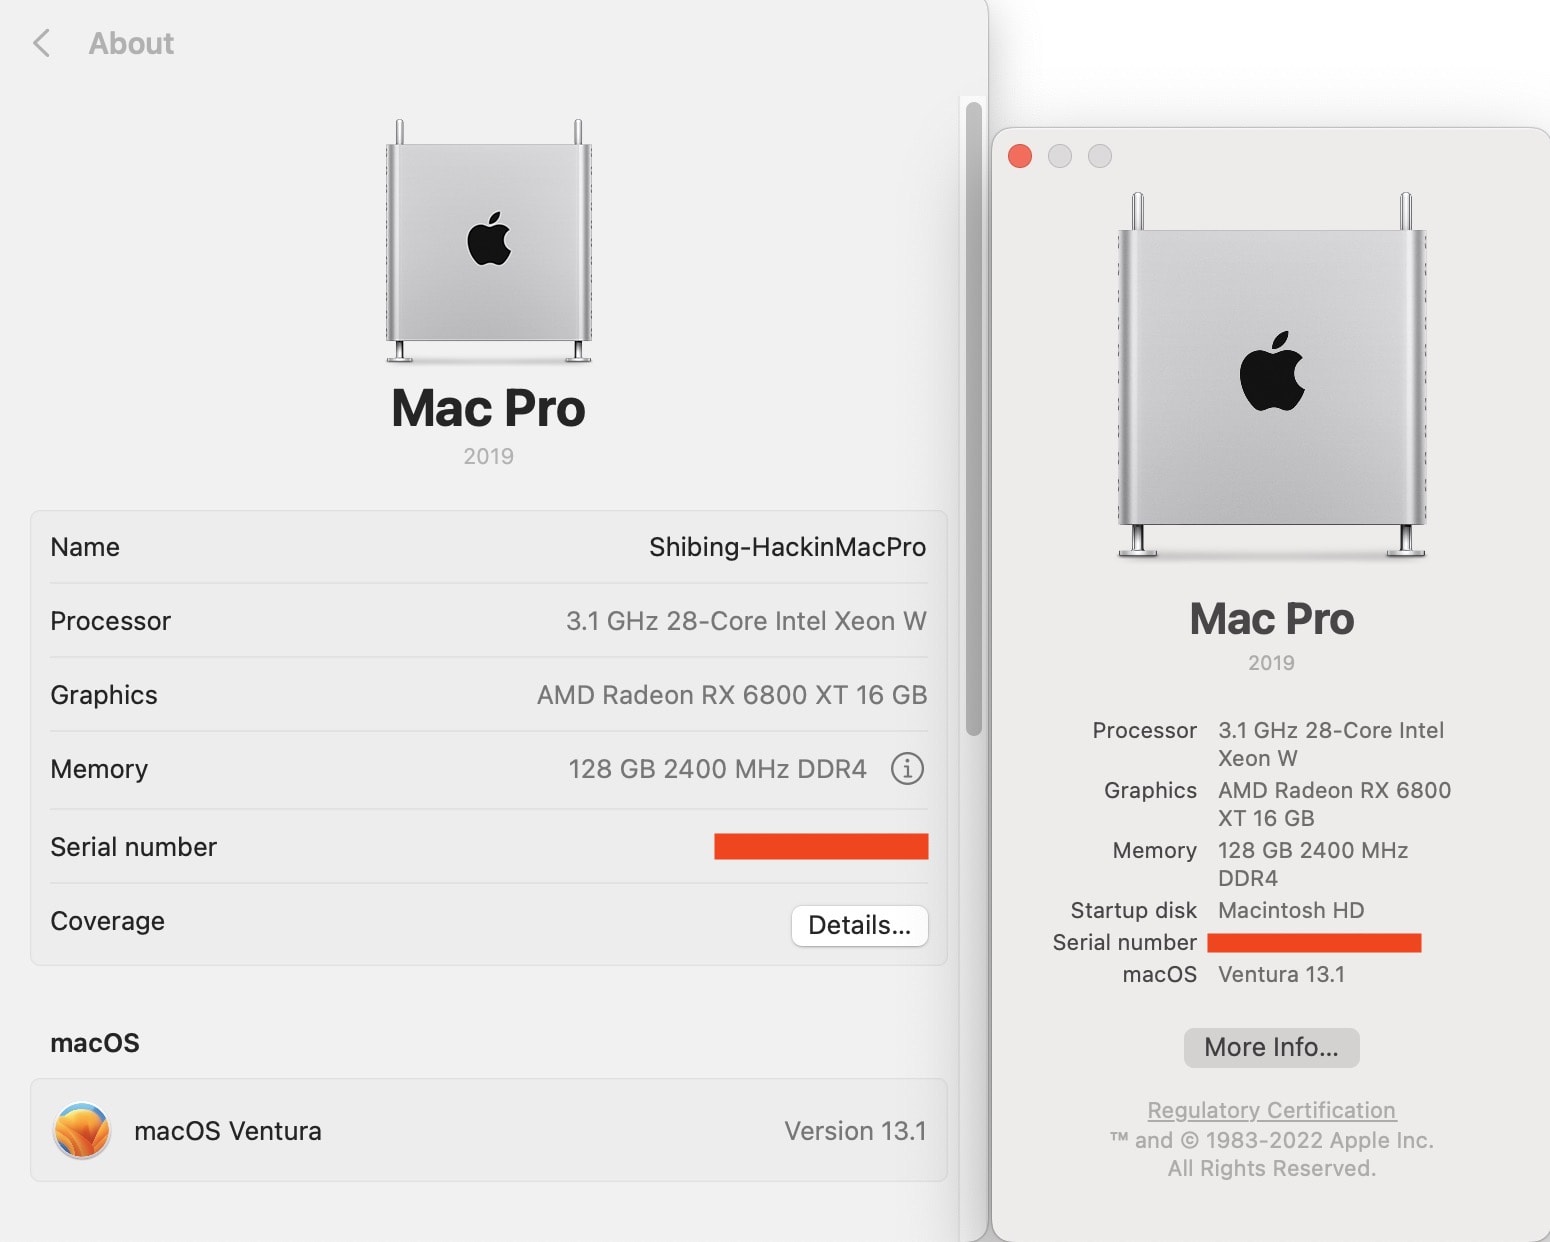 About
Mac Pro
2019
Name Shibing-HackinMacPro
Processor 3.1 GHz 28-Core Intel Xeon W
Graphics AMD Radeon RX 6800 XT 16 GB
Memory 128 GB 2400 MHz DDR4
Serial number
Coverage Details...
macOS
macOS Ventura Version 13.1
Mac Pro
2019
Processor 3.1 GHz 28-Core Intel
Xeon W
Graphics AMD Radeon RX 6800
XT 16 GB
Memory 128 GB 2400 MHz
DDR4
Startup disk Macintosh HD
Serial number
macOS Ventura 13.1
More Info...
Regulatory Certification
™ and © 1983-2022 Apple Inc.
All Rights Reserved.